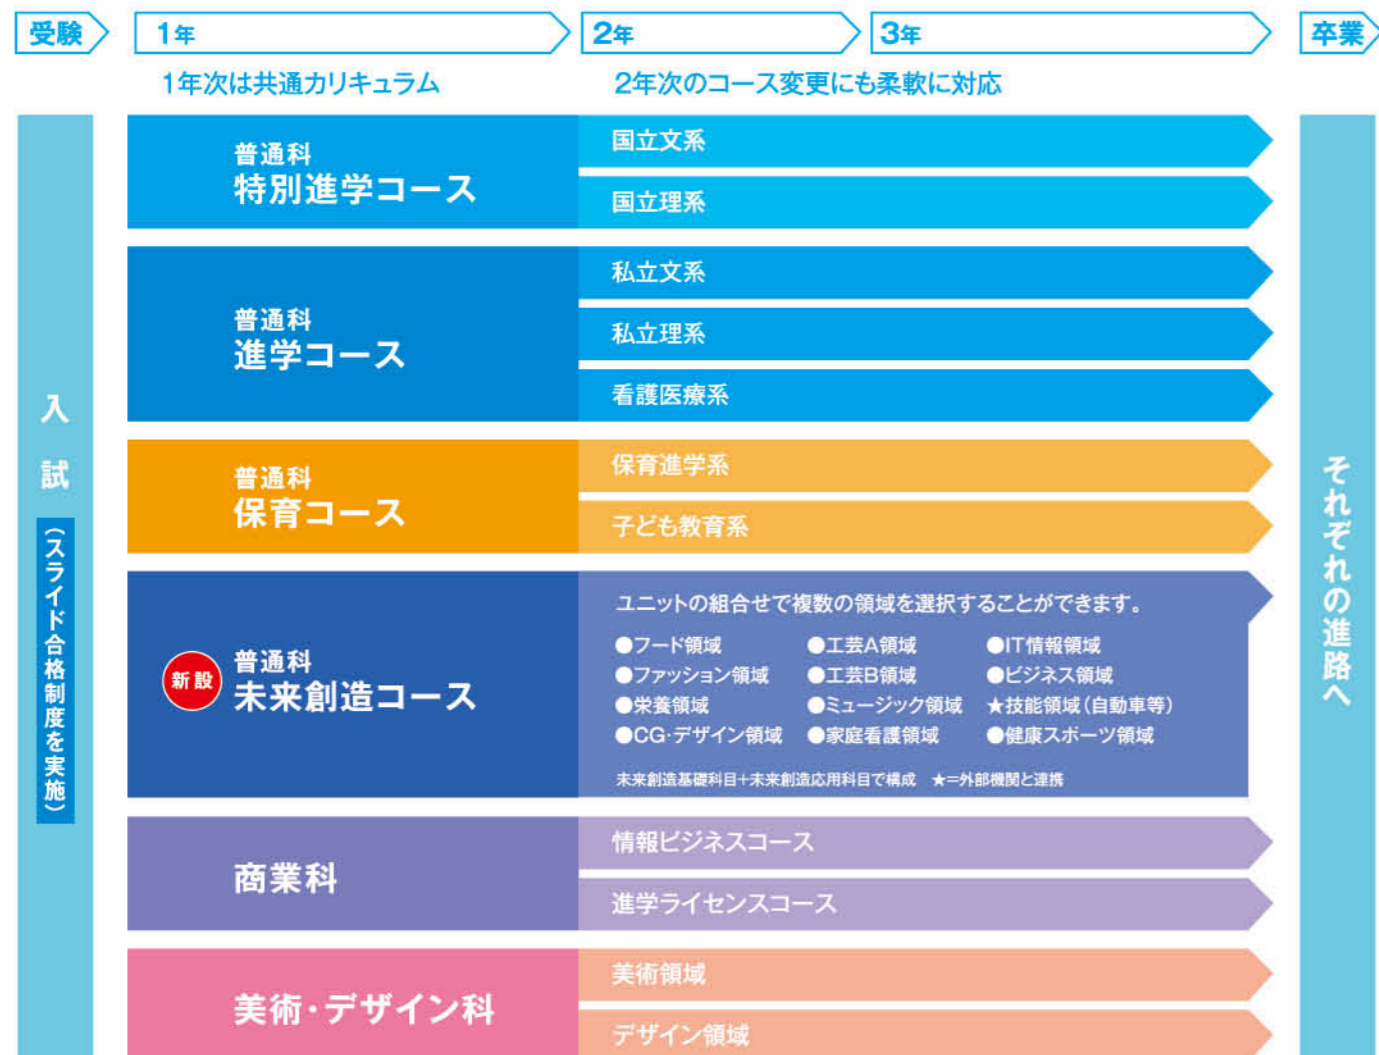 受験
1年
2年
3年
卒業
1年次は共通カリキュラム
2年次のコース変更にも柔軟に対応
入試
(スライド合格制度を実施)
普通科
特別進学コース
国立文系
国立理系
普通科
進学コース
私立文系
私立理系
看護医療系
普通科
保育コース
保育進学系
子ども教育系
新設
普通科
未来創造コース
ユニットの組合せで複数の領域を選択することができます。
●フード領域 ●工芸A領域 ●IT情報領域
●ファッション領域 ●工芸B領域 ●ビジネス領域
●栄養領域 ●ミュージック領域 ★技能領域(自動車等)
●CG・デザイン領域 ●家庭看護領域 ●健康スポーツ領域
未来創造基礎科目+未来創造応用科目で構成 ★=外部機関と連携
商業科
情報ビジネスコース
進学ライセンスコース
美術・デザイン科
美術領域
デザイン領域
それぞれの進路へ